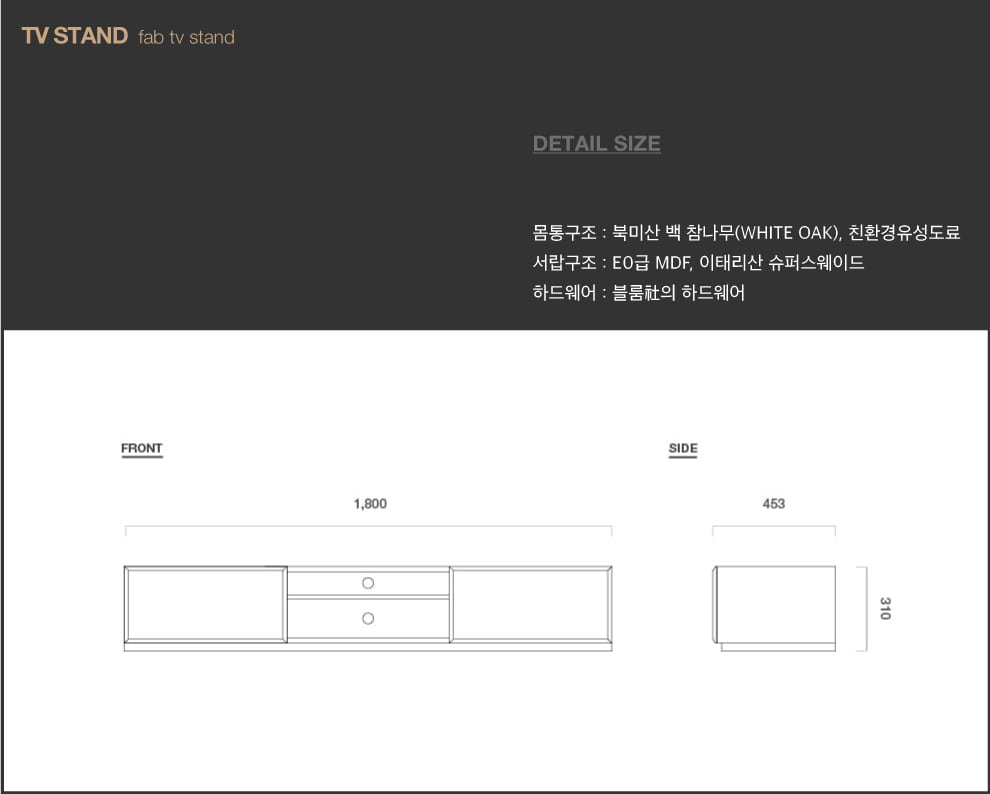 TV STAND fab tv stand
DETAIL SIZE
몸통구조 : 북미산 백 참나무(WHITE OAK), 친환경유성도료
서랍구조 : E0급 MDF, 이태리산 슈퍼스웨이드
하드웨어 : 블룸社의 하드웨어
FRONT
SIDE
1,800
453
310